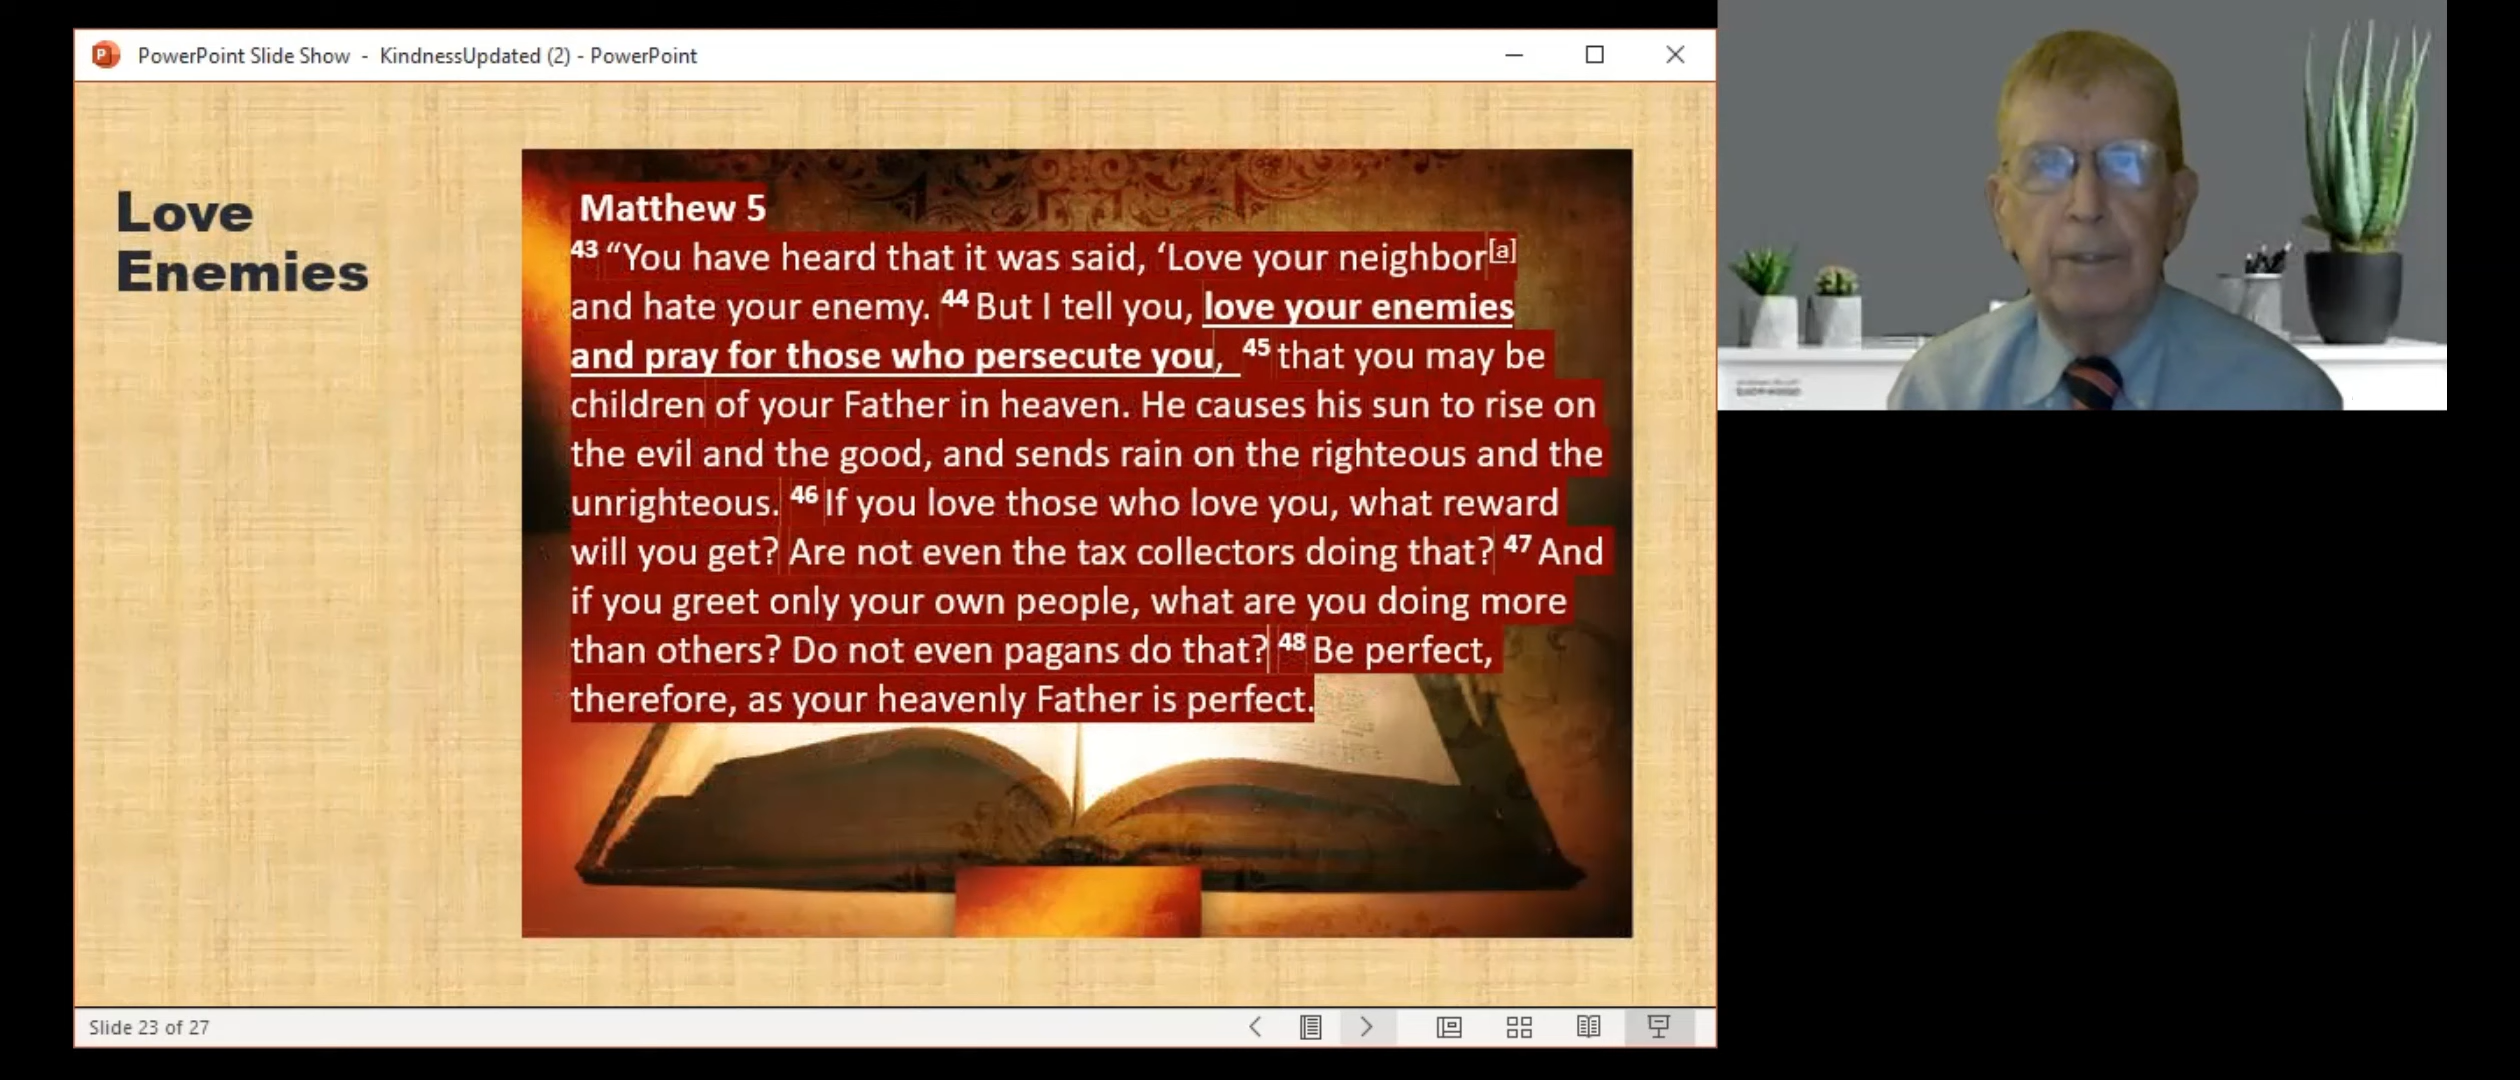 PowerPoint Slide Show - KindnessUpdated (2) - PowerPoint
Love
Enemies
Matthew 5
43 “You have heard that it was said, ‘Love your neighbor[a]
and hate your enemy. 44 But I tell you, love your enemies
and pray for those who persecute you, 45 that you may be
children of your Father in heaven. He causes his sun to rise on
the evil and the good, and sends rain on the righteous and the
unrighteous. 46 If you love those who love you, what reward
will you get? Are not even the tax collectors doing that? 47 And
if you greet only your own people, what are you doing more
than others? Do not even pagans do that? 48 Be perfect,
therefore, as your heavenly Father is perfect.
Slide 23 of 27